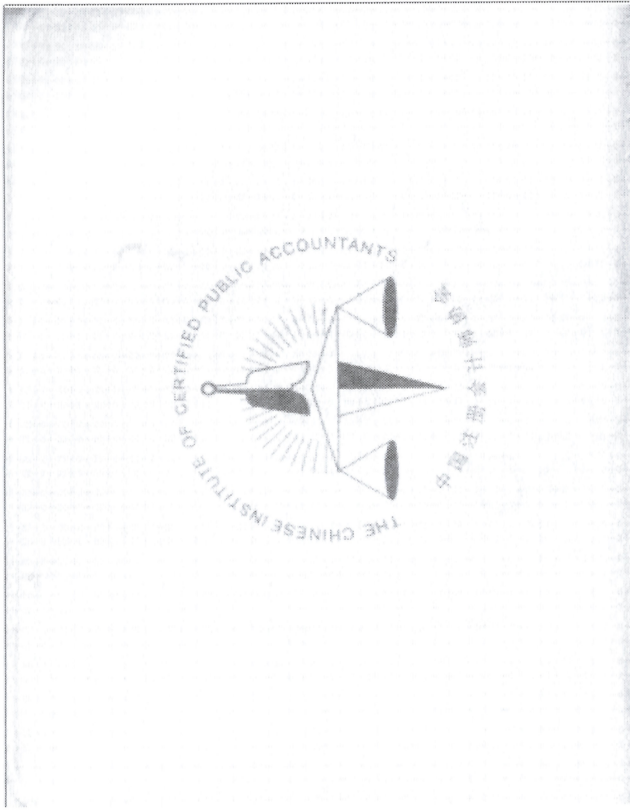 THE CHINESE INSTITUTE OF CERTIFIED PUBLIC ACCOUNTANTS
中国注册会计师协会